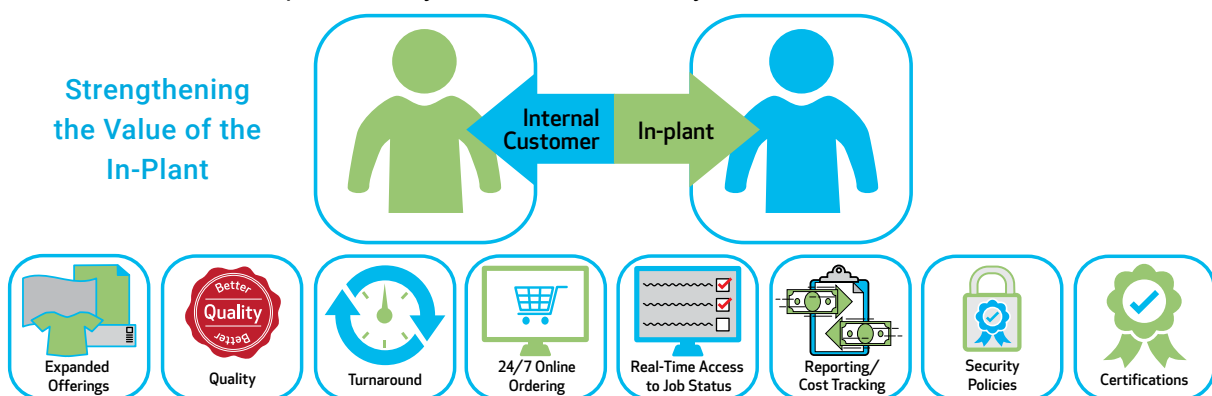 Strengthening
the Value of the
In-Plant
Internal
Customer
In-plant
Expanded
Offerings
Better
Quality
Better
Quality
Turnaround
24/7 Online
Ordering
Real-Time Access
to Job Status
Reporting/
Cost Tracking
Security
Policies
Certifications